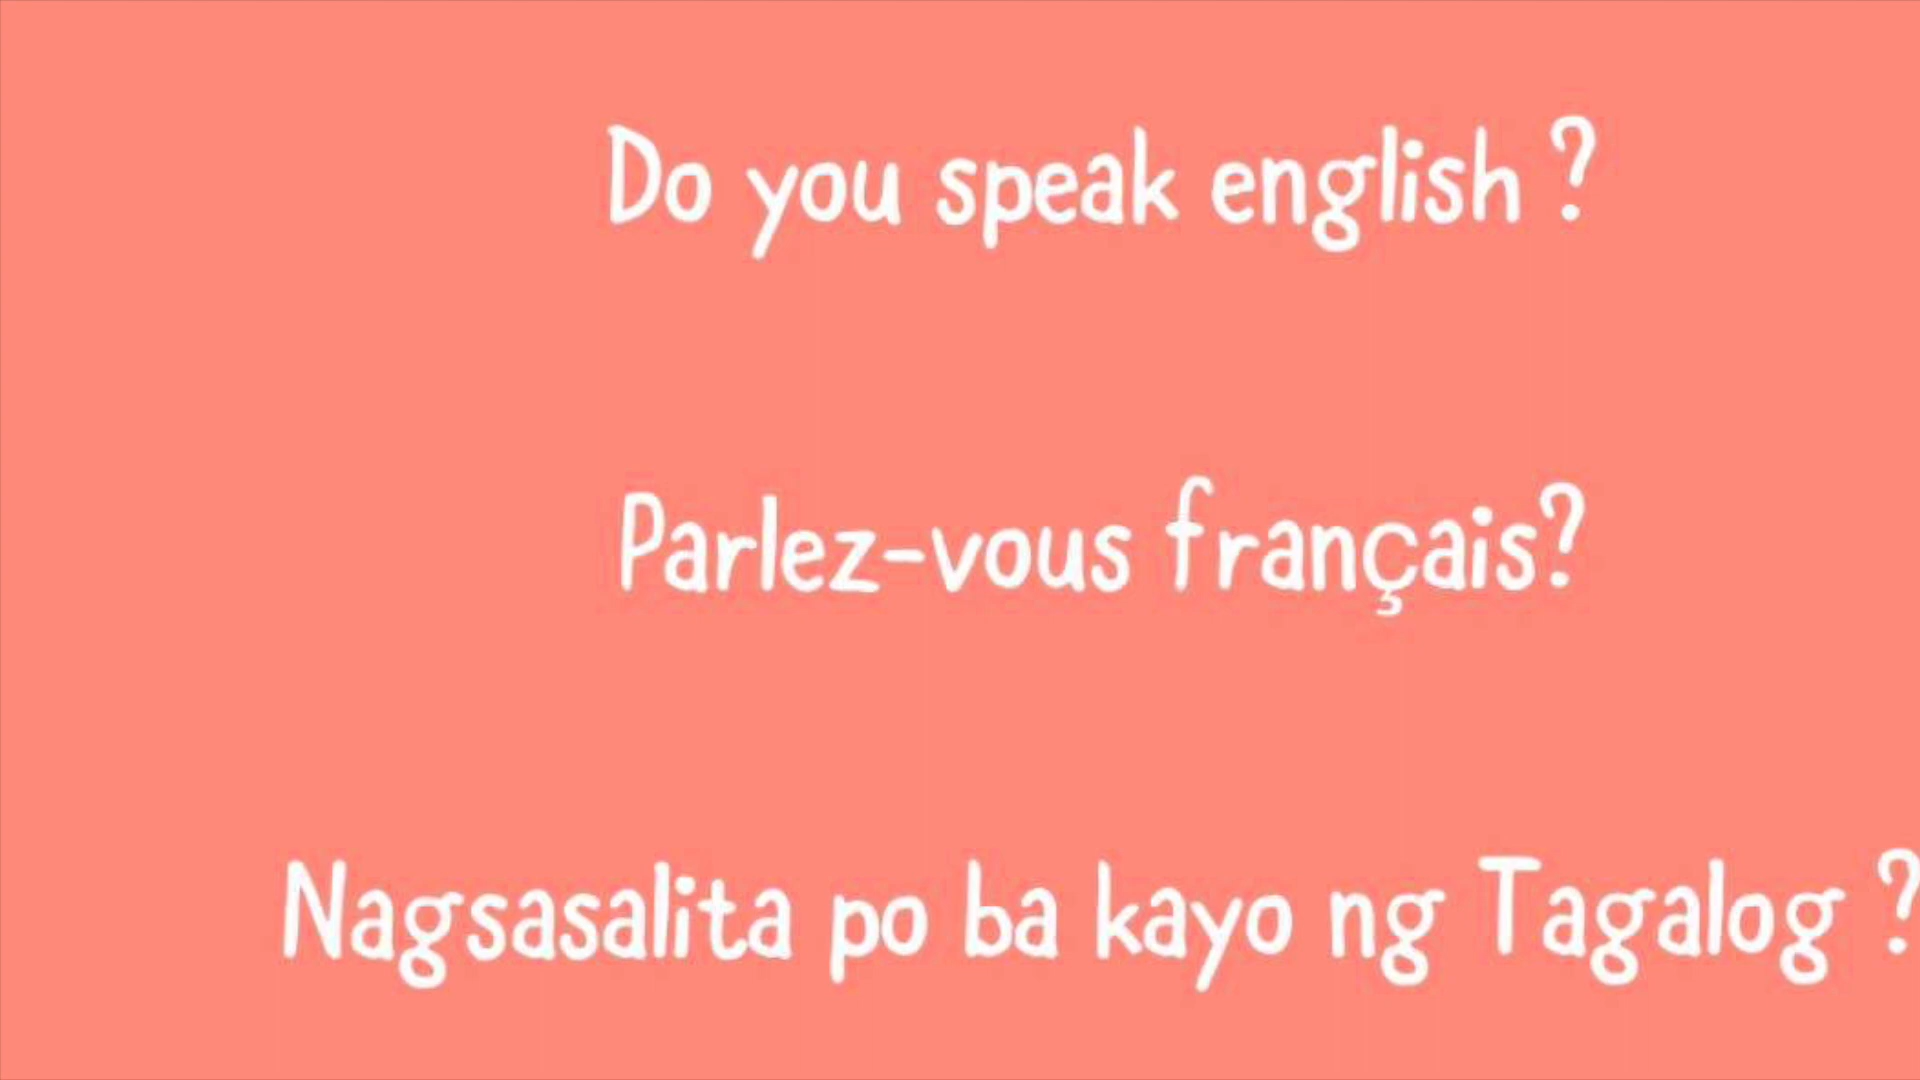 Do you speak english ?
Parlez-vous français?
Nagsasalita po ba kayo ng Tagalog ?